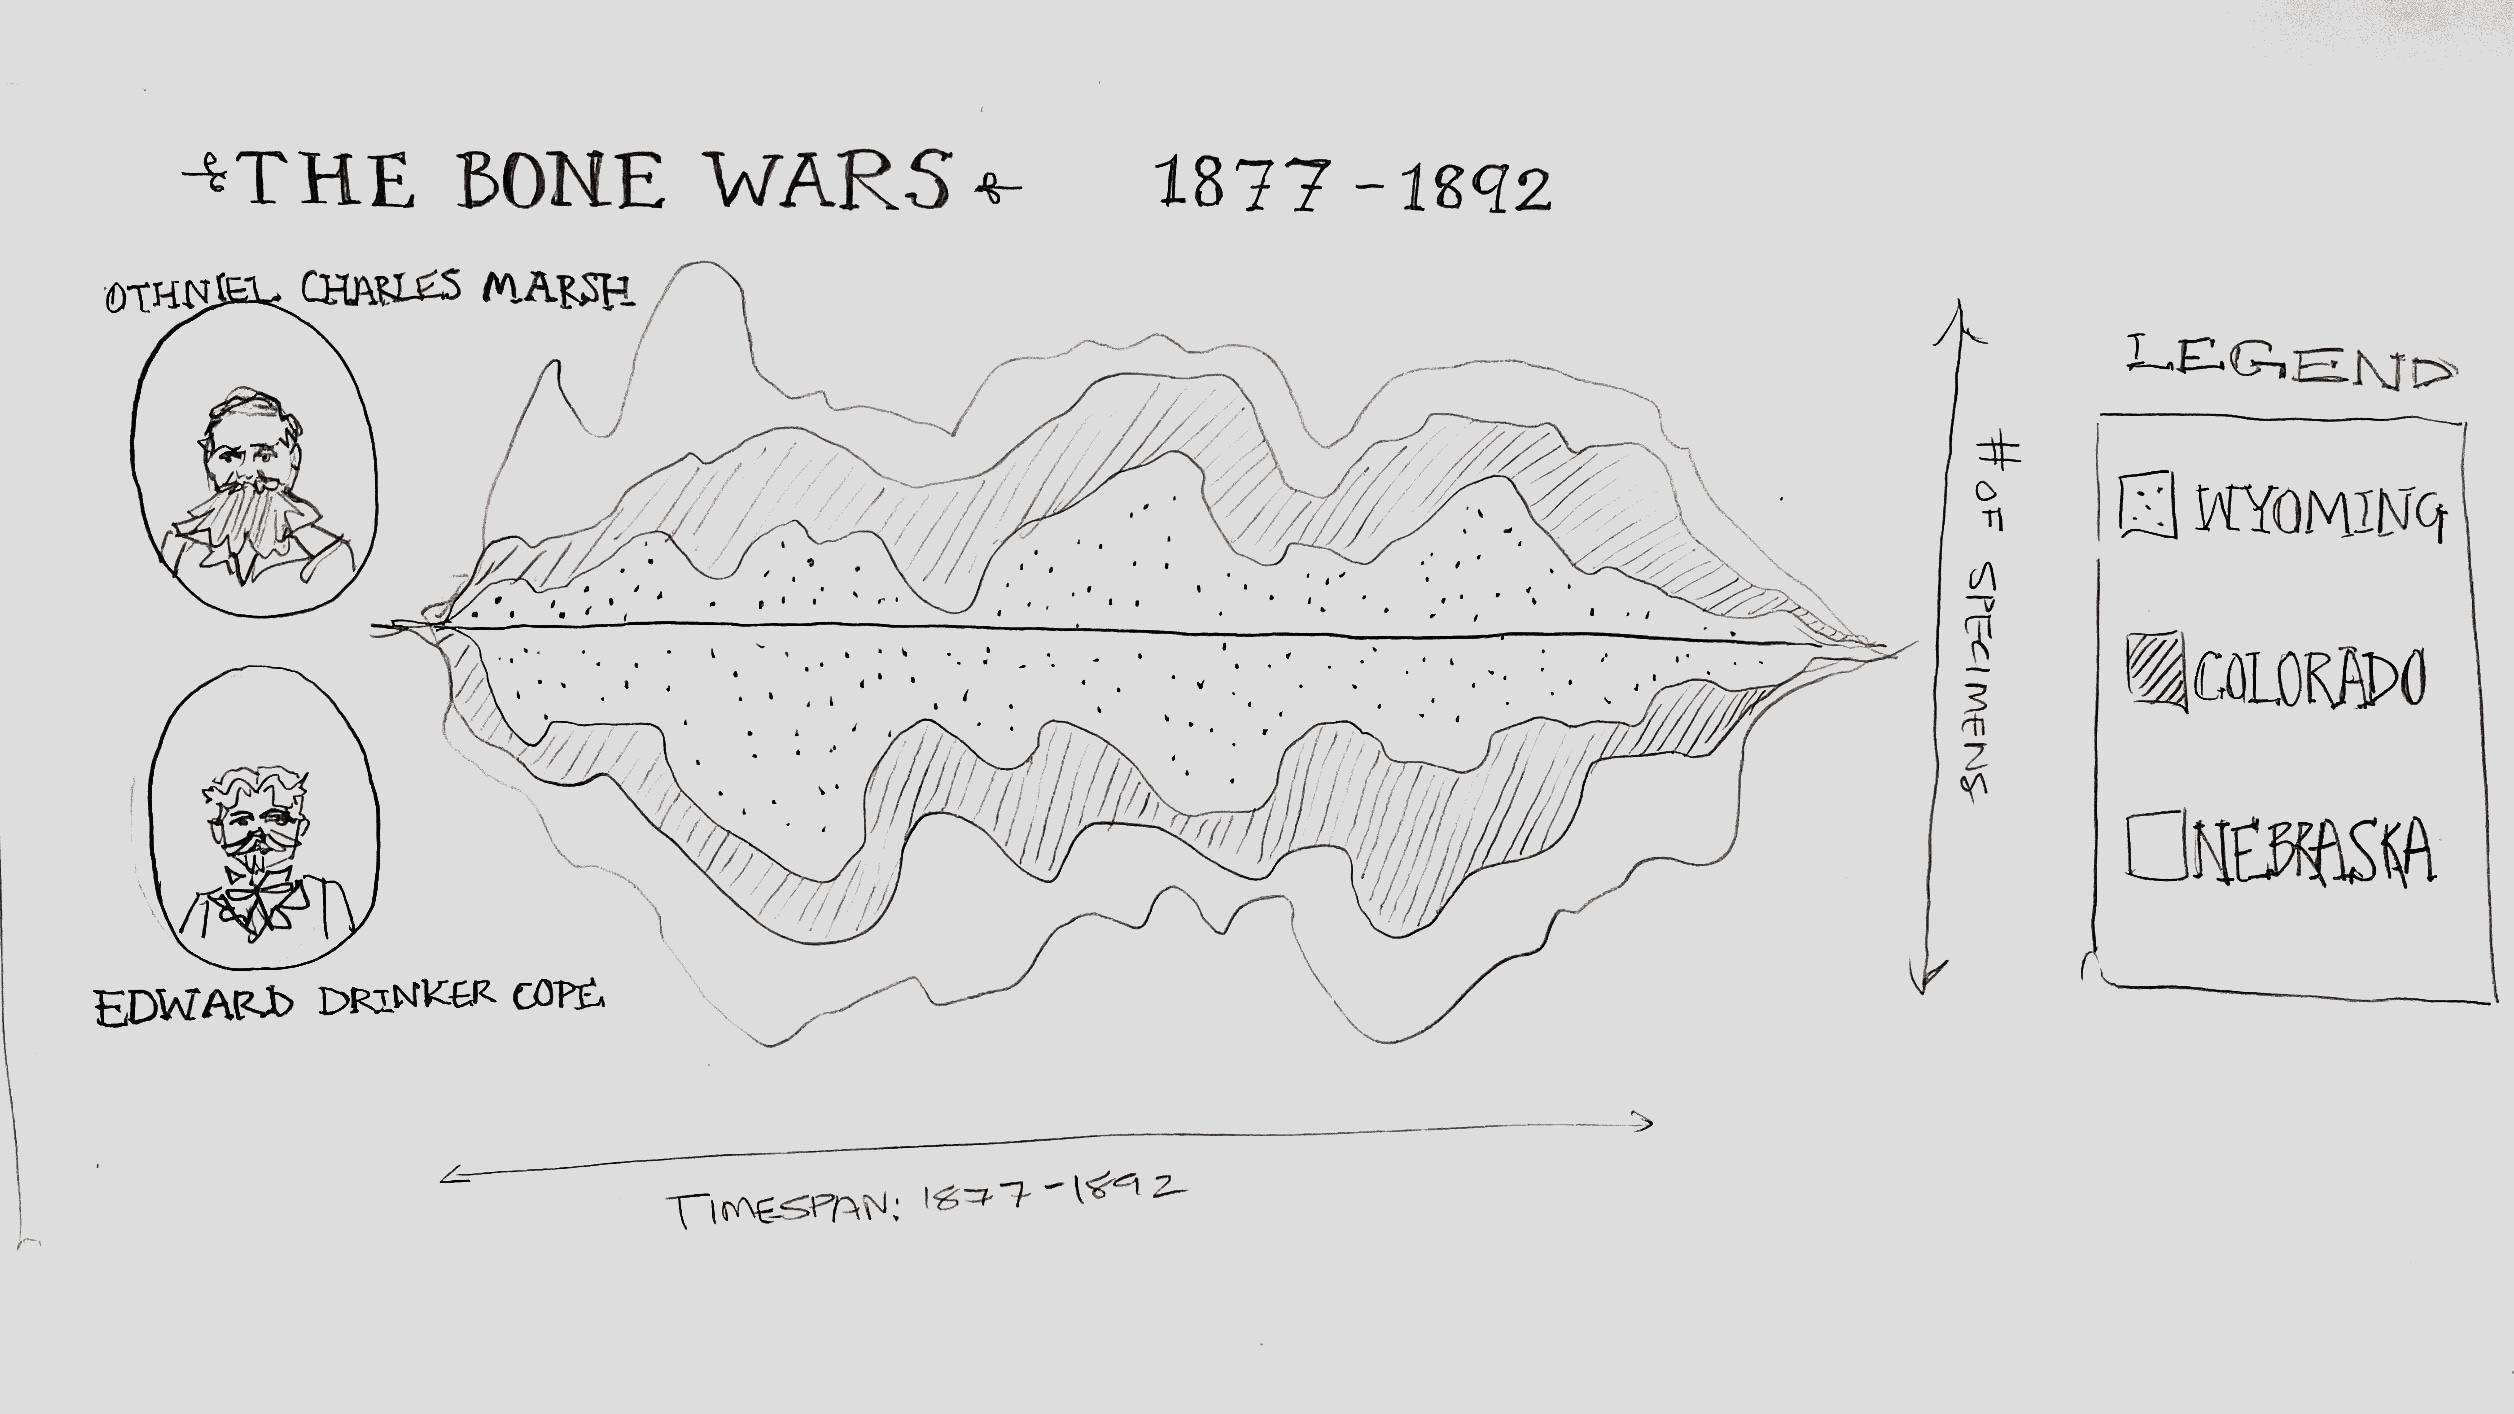 THE BONE WARS 1877-1892
OTHNIEL CHARLES MARSH
EDWARD DRINKER COPE
# OF SPECIMENS
TIMESPAN: 1877-1892
LEGEND
WYOMING
COLORADO
NEBRASKA